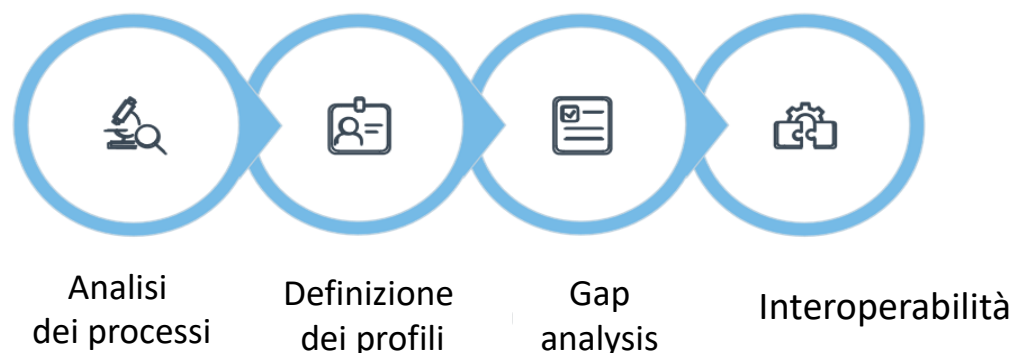 Analisi
dei processi
Definizione
dei profili
Gap
analysis
Interoperabilità